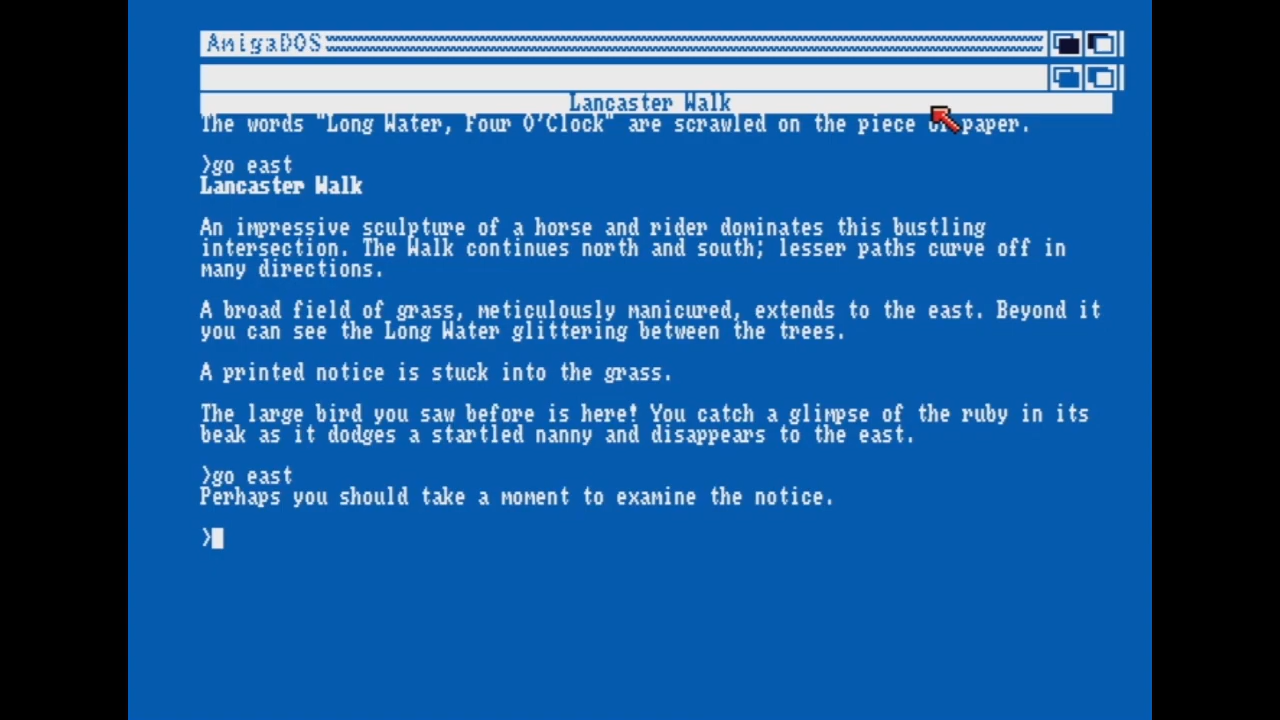 AmigaDOS
Lancaster Walk
The words "Long Water, Four O'Clock" are scrawled on the piece of paper.
>go east
Lancaster Walk
An impressive sculpture of a horse and rider dominates this bustling
intersection. The Walk continues north and south; lesser paths curve off in
many directions.
A broad field of grass, meticulously manicured, extends to the east. Beyond it
you can see the Long Water glittering between the trees.
A printed notice is stuck into the grass.
The large bird you saw before is here! You catch a glimpse of the ruby in its
beak as it dodges a startled nanny and disappears to the east.
>go east
Perhaps you should take a moment to examine the notice.
>